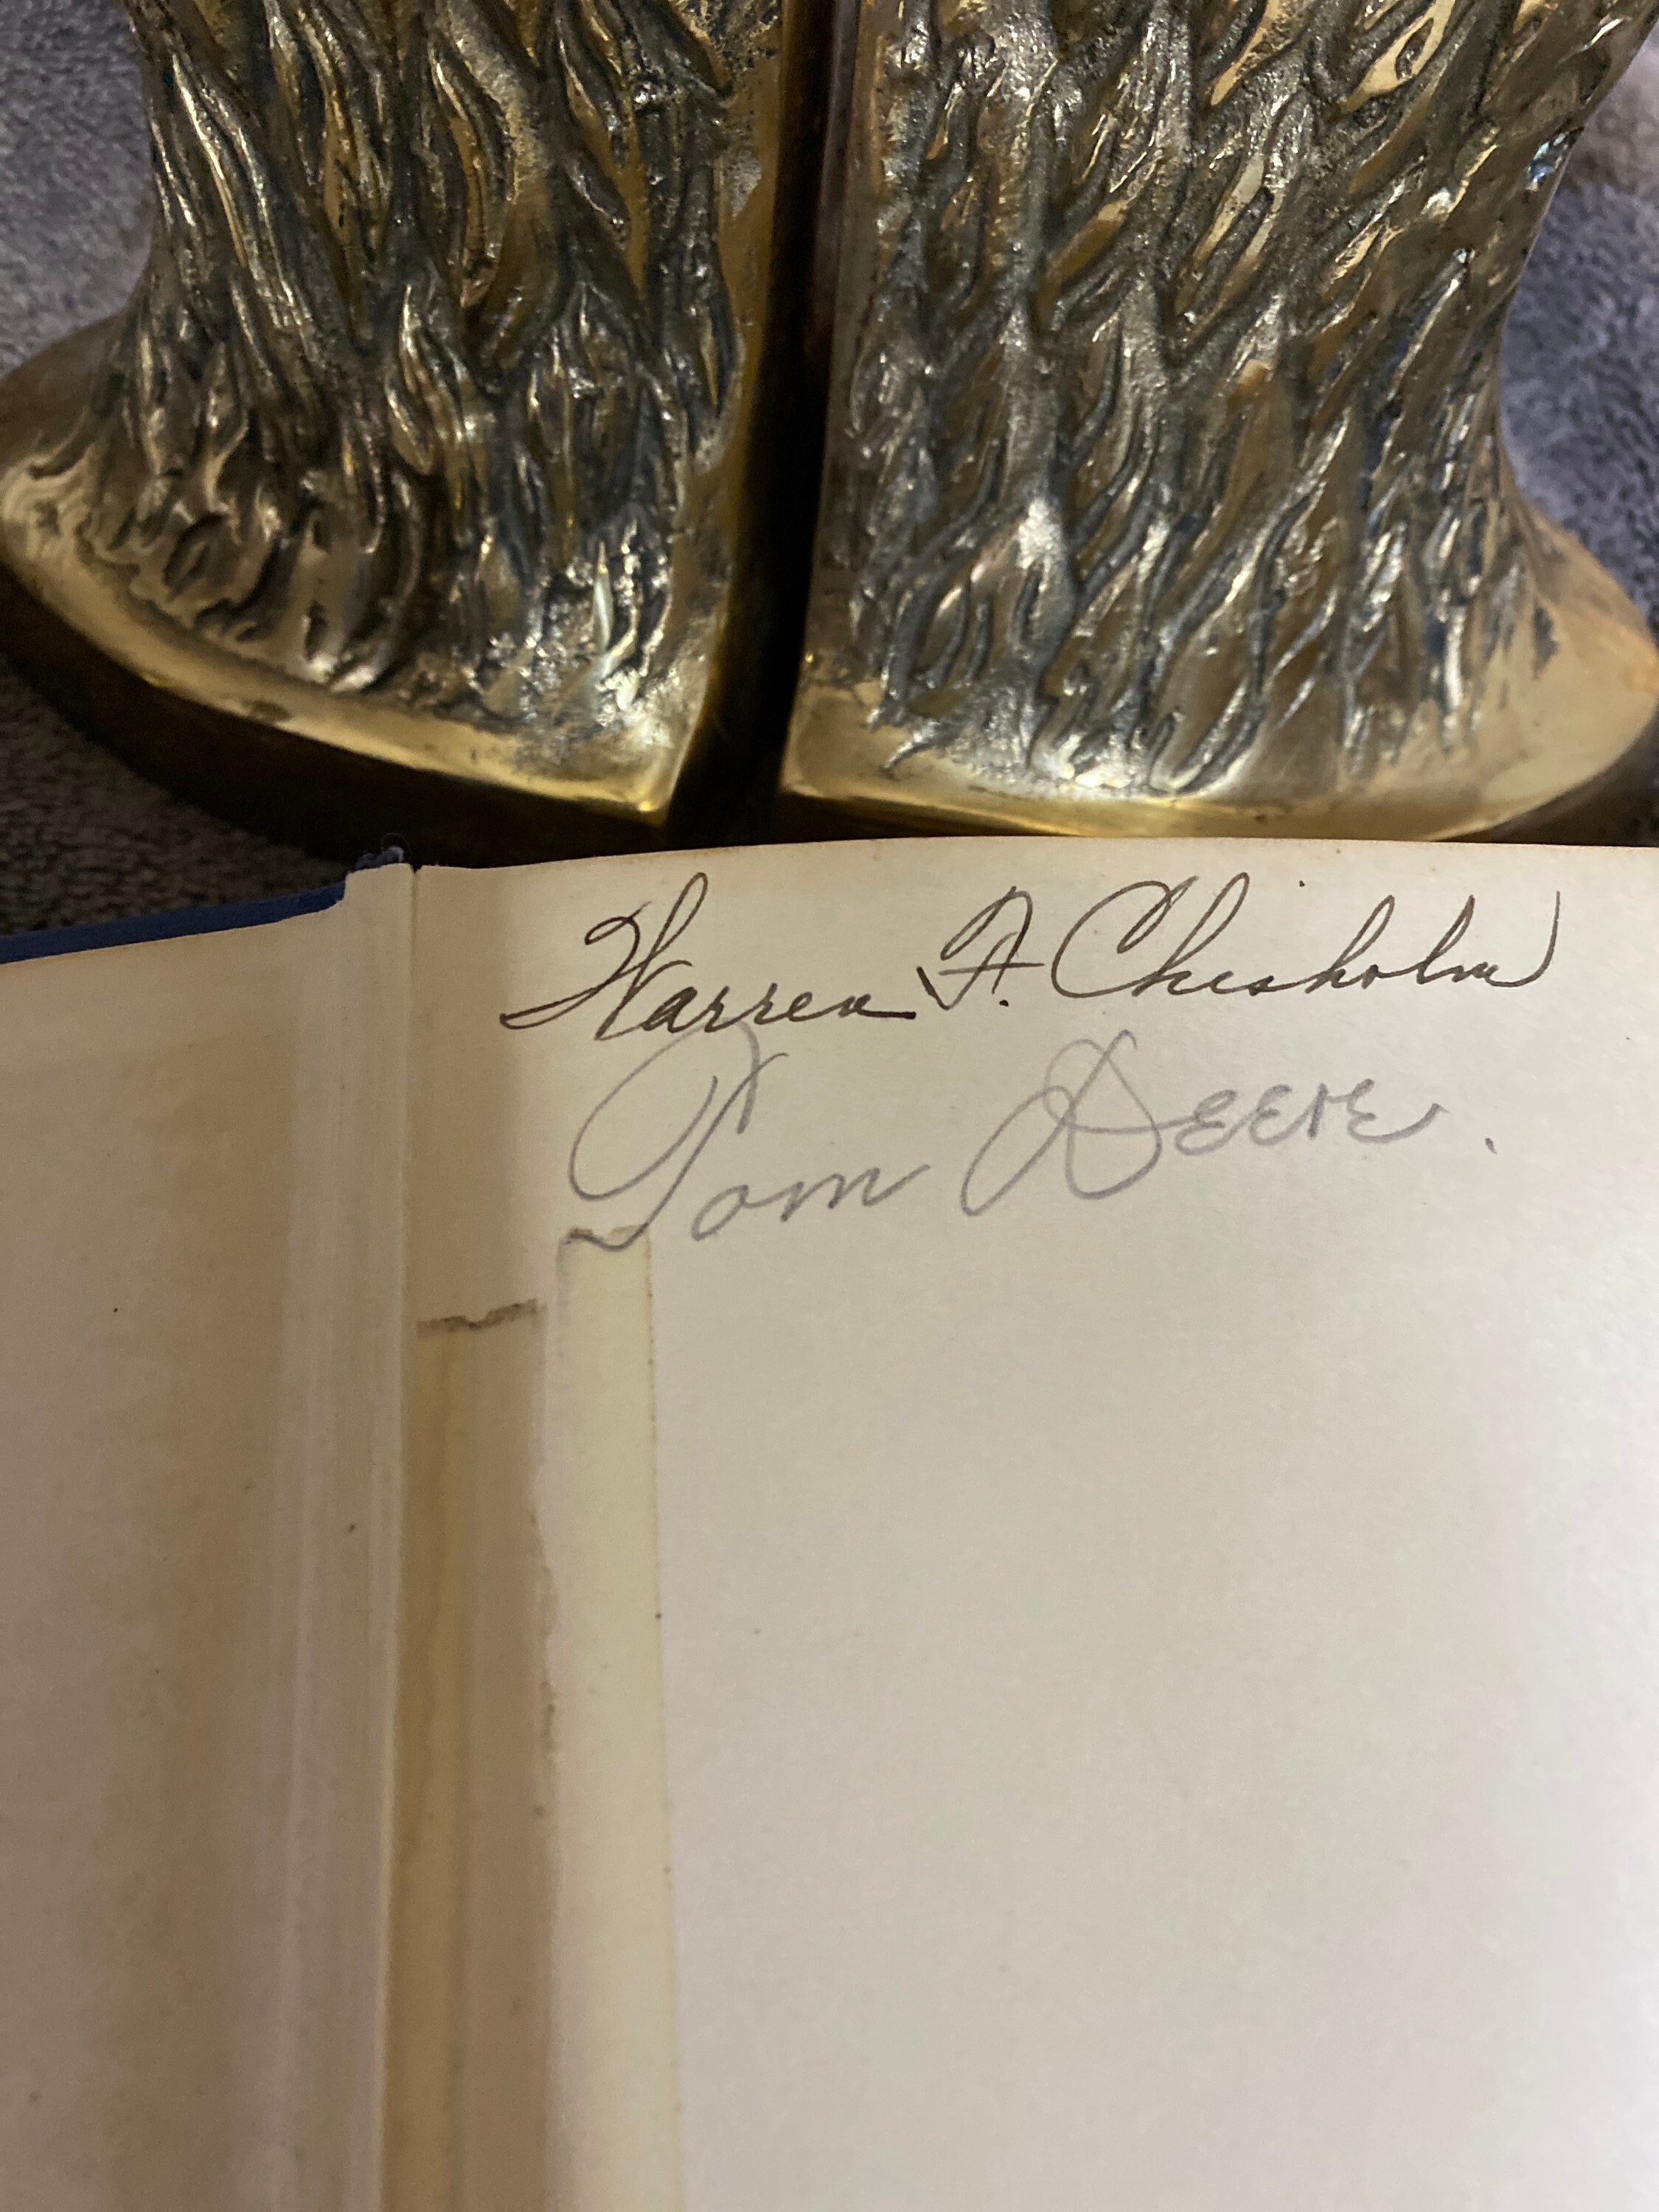 Warren F. Chisholm
Tom Deere.